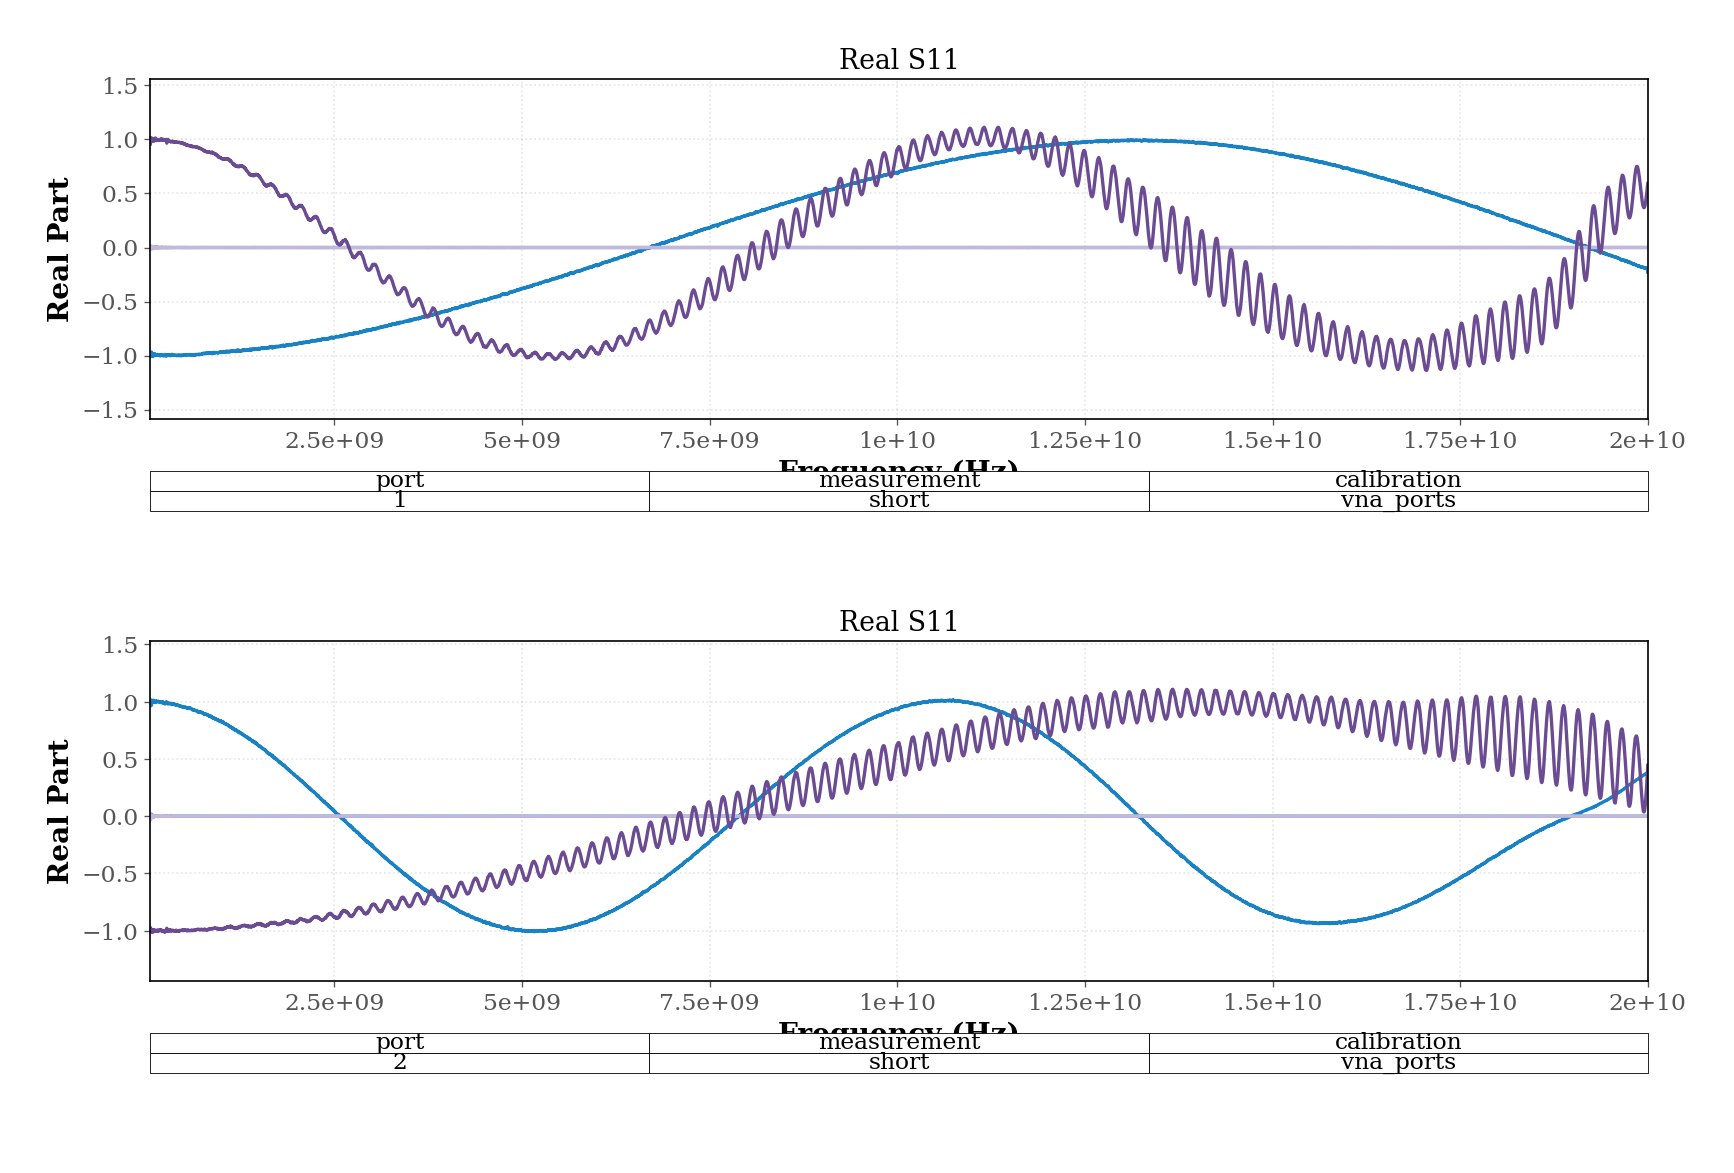 Real S11
1.5
1.0
0.5
0.0
−0.5
−1.0
−1.5
Real Part
2.5e+09 5e+09 7.5e+09 1e+10 1.25e+10 1.5e+10 1.75e+10 2e+10
Frequency (Hz)
port measurement calibration
1 short vna_ports
Real S11
1.5
1.0
0.5
0.0
−0.5
−1.0
Real Part
2.5e+09 5e+09 7.5e+09 1e+10 1.25e+10 1.5e+10 1.75e+10 2e+10
Frequency (Hz)
port measurement calibration
2 short vna_ports